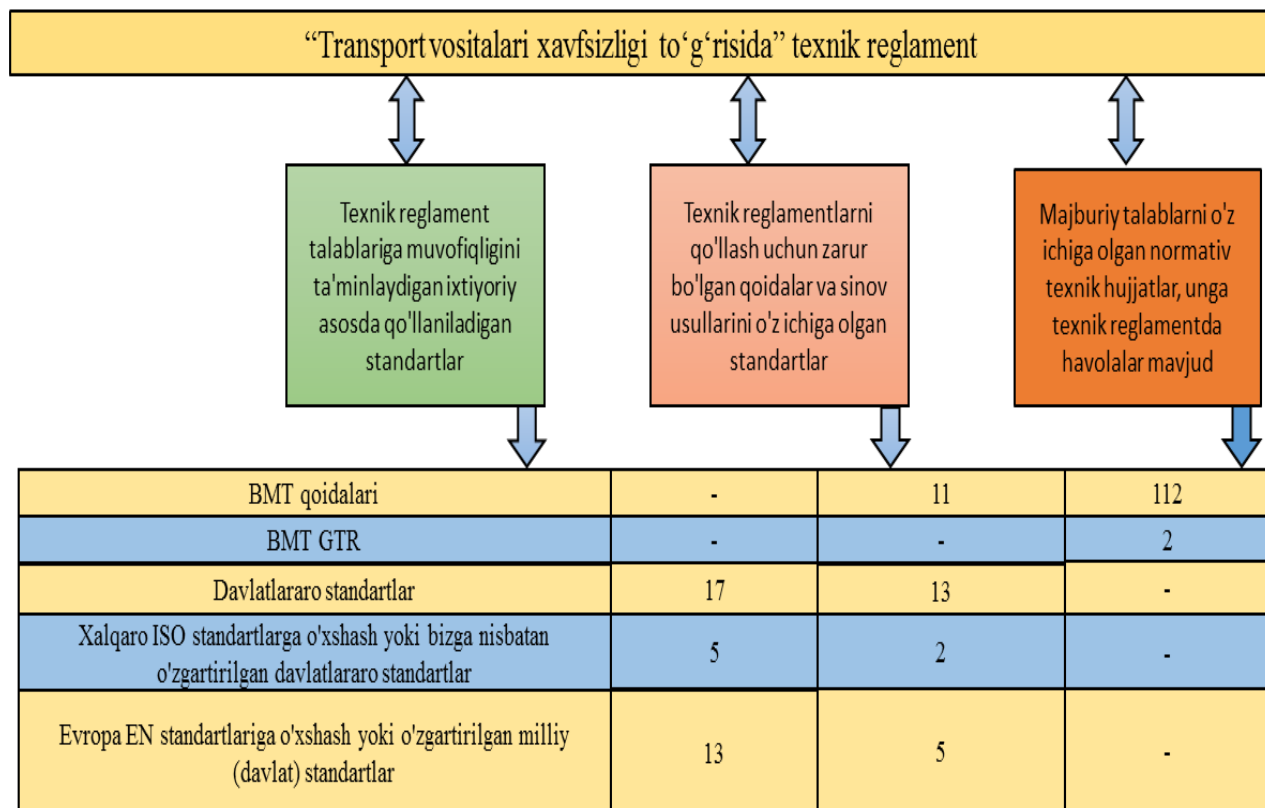 “Transport vositalari xavfsizligi to‘g‘risida” texnik reglament
Texnik reglament
talablariga muvofiqligini
ta'minlaydigan ixtiyoriy
asosda qo'llaniladigan
standartlar
Texnik reglamentlarni
qo'llash uchun zarur
bo'lgan qoidalar va sinov
usullarini o'z ichiga olgan
standartlar
Majburiy talablarni o'z
ichiga olgan normativ
texnik hujjatlar, unga
texnik reglamentda
havolalar mavjud
BMT qoidalari - 11 112
BMT GTR - - 2
Davlatlararo standartlar 17 13 -
Xalqaro ISO standartlarga o'xshash yoki bizga nisbatan
o'zgartirilgan davlatlararo standartlar 5 2 -
Evropa EN standartlariga o'xshash yoki o'zgartirilgan milliy
(davlat) standartlar 13 5 -